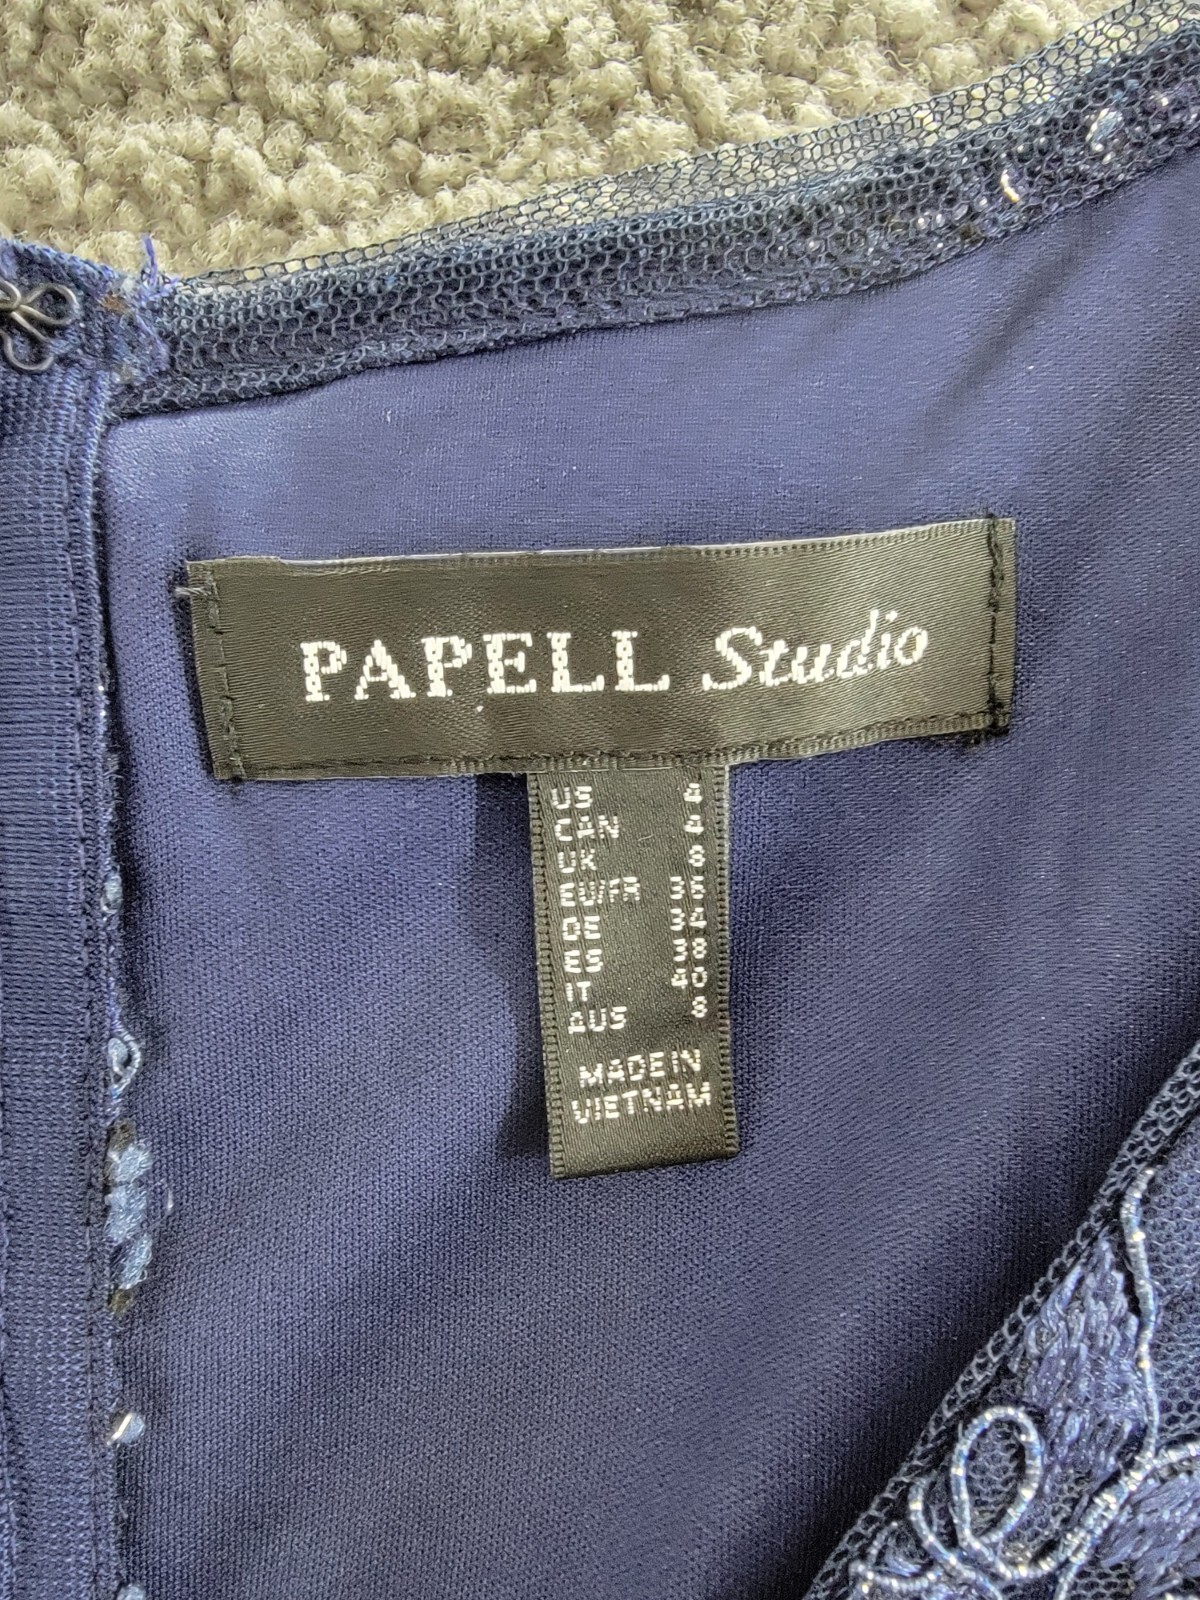 PAPELL Studio
US 4
CAN 4
UK 8
EU/FR 36
DE 34
ES 38
IT 40
AUS 8
MADE IN
VIETNAM